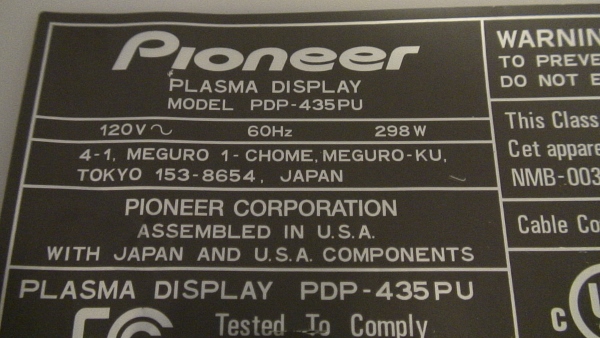 Pioneer
PLASMA DISPLAY
MODEL PDP-435PU
120V∿ 60Hz 298W
4-1, MEGURO 1-CHOME, MEGURO-KU,
TOKYO 153-8654, JAPAN
PIONEER CORPORATION
ASSEMBLED IN U.S.A.
WITH JAPAN AND U.S.A. COMPONENTS
PLASMA DISPLAY PDP-435PU
FC Tested To Comply
WARNIN
TO PREVE
DO NOT E
This Class
Cet appare
NMB-003
Cable Co
C U